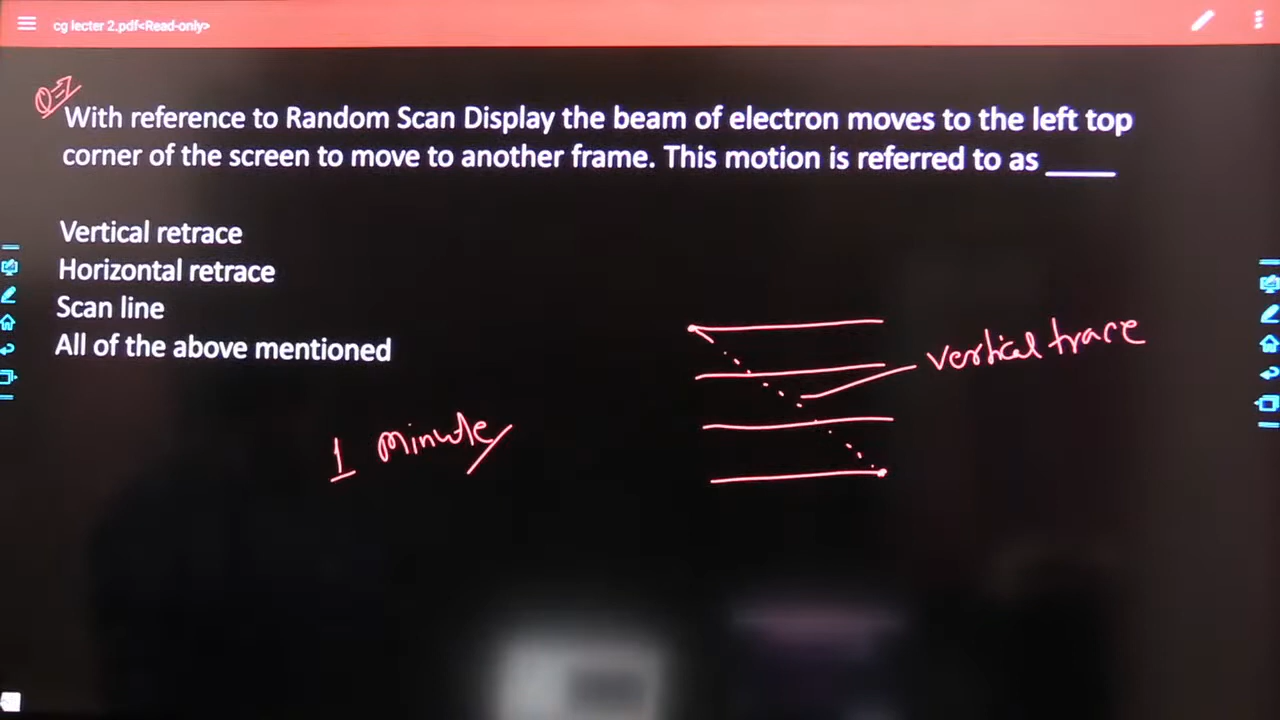 cg lecter 2.pdf<Read-only>
Q=1
With reference to Random Scan Display the beam of electron moves to the left top
corner of the screen to move to another frame. This motion is referred to as _____
Vertical retrace
Horizontal retrace
Scan line
All of the above mentioned
vertical trace
1 minute